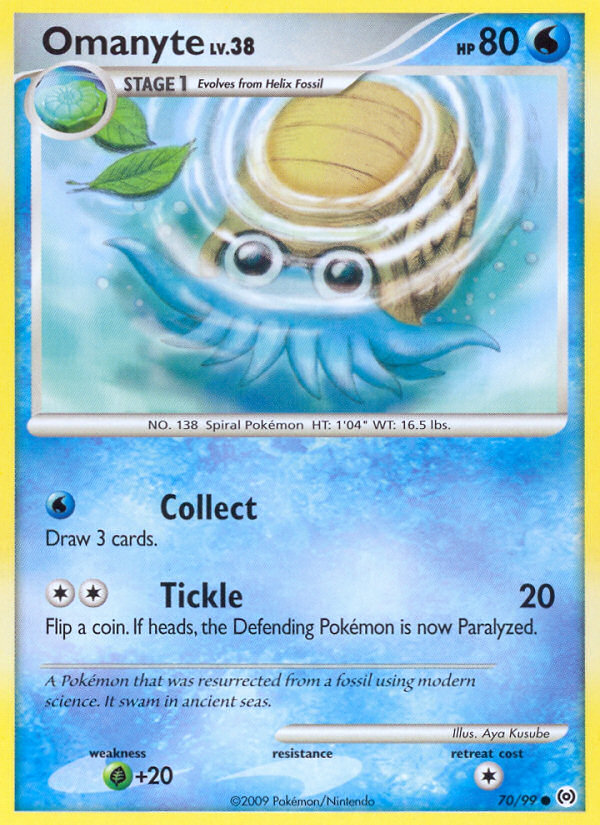 Omanyte LV.38 HP 80
STAGE 1 Evolves from Helix Fossil
NO. 138 Spiral Pokémon HT: 1'04" WT: 16.5 lbs.
Collect
Draw 3 cards.
Tickle 20
Flip a coin. If heads, the Defending Pokémon is now Paralyzed.
A Pokémon that was resurrected from a fossil using modern
science. It swam in ancient seas.
Illus. Aya Kusube
weakness resistance retreat cost
+20
©2009 Pokémon/Nintendo 70/99